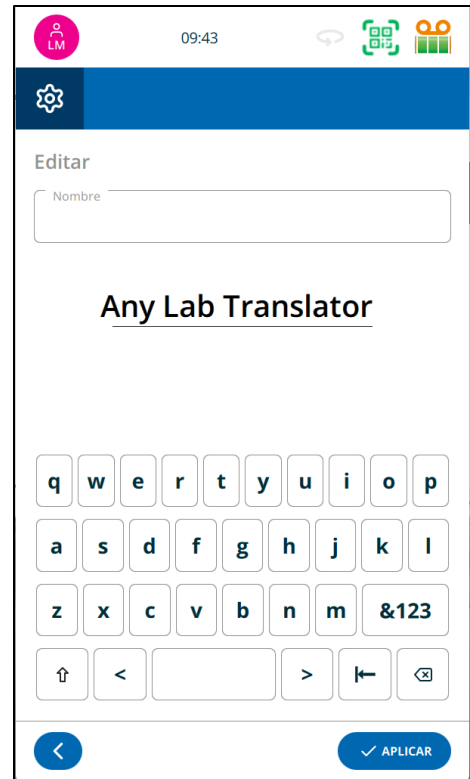 LM
09:43
Editar
Nombre
Any Lab Translator
q w e r t y u i o p
a s d f g h j k l
z x c v b n m &123
< >
APLICAR